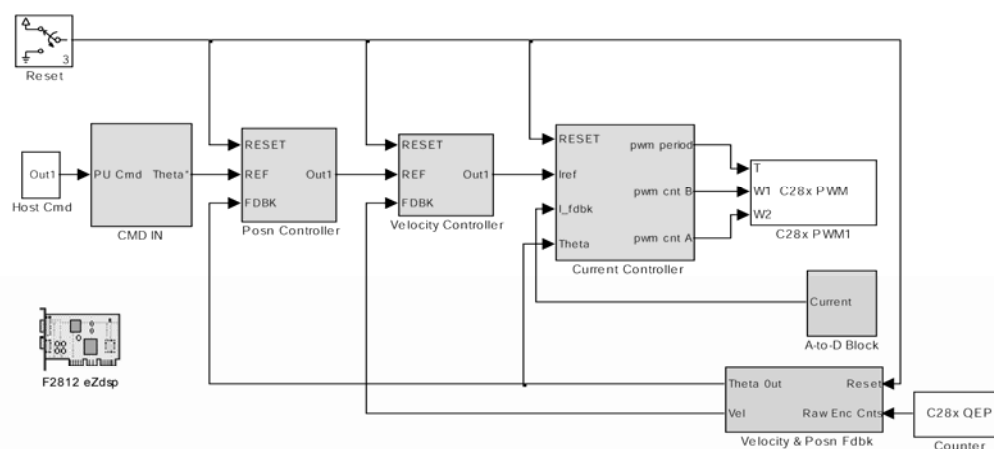 3
Reset
RESET
REF
FDBK
Out1
Posn Controller
RESET
REF
FDBK
Out1
Velocity Controller
RESET
Iref
I_fdbk
Theta
pwm period
pwm cnt B
pwm cnt A
Current Controller
Out1
Host Cmd
PU Cmd
Theta*
CMD IN
T
W1
W2
C28x PWM
C28x PWM1
Current
A-to-D Block
F2812 eZdsp
Theta Out
Vel
Reset
Raw Enc Cnts
Velocity & Posn Fdbk
C28x QEP
Counter